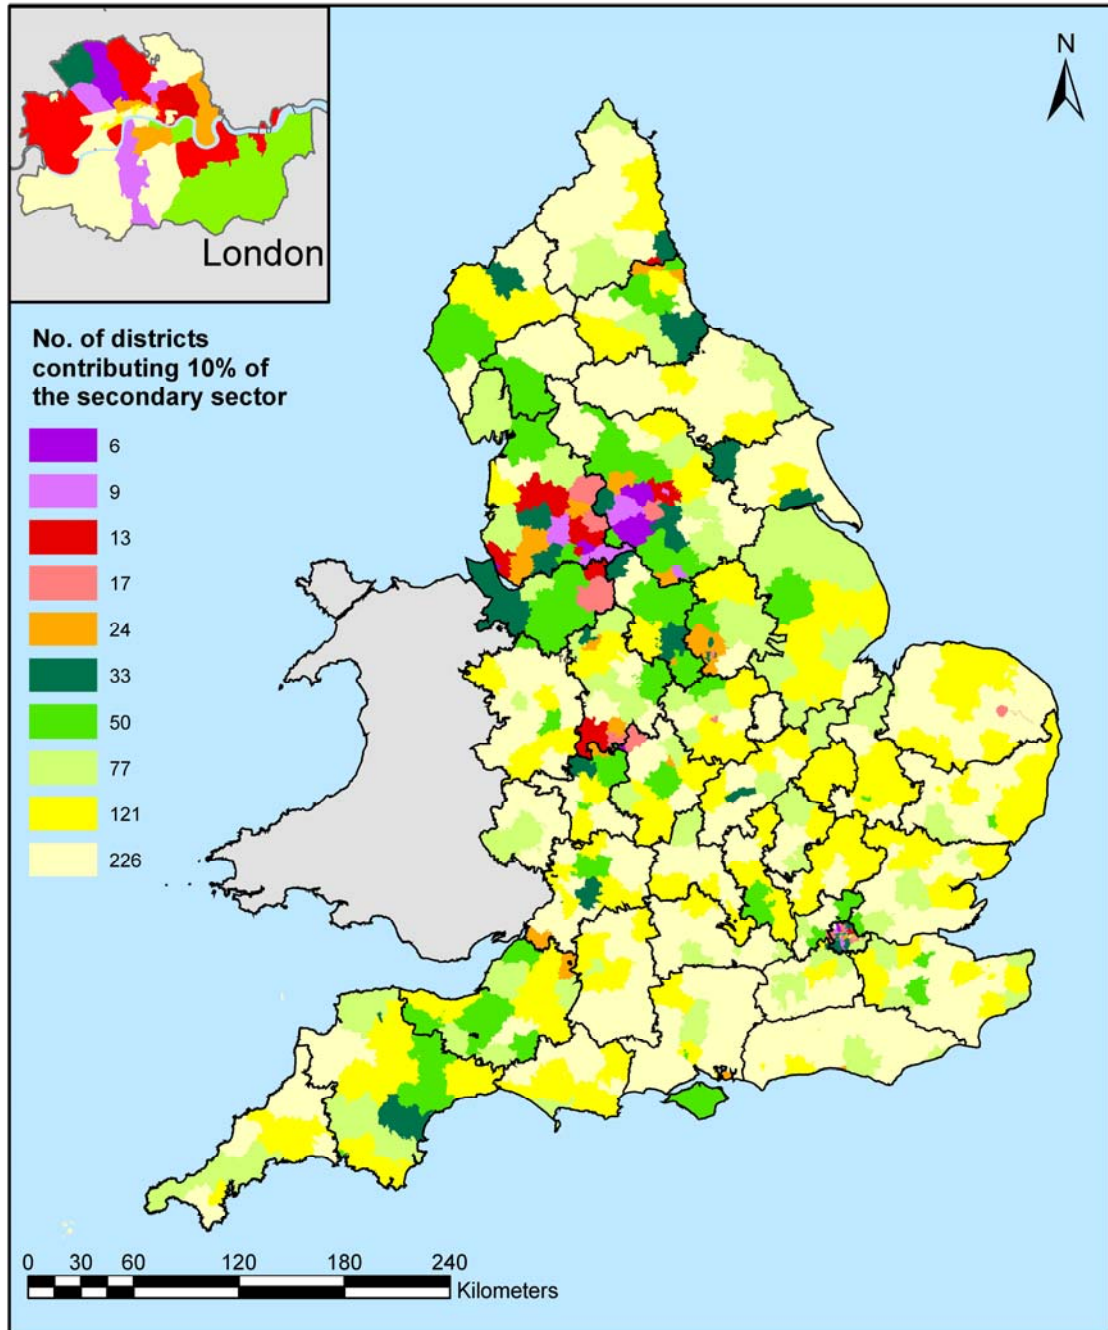 London
N
No. of districts
contributing 10% of
the secondary sector
6
9
13
17
24
33
50
77
121
226
0 30 60 120 180 240
Kilometers